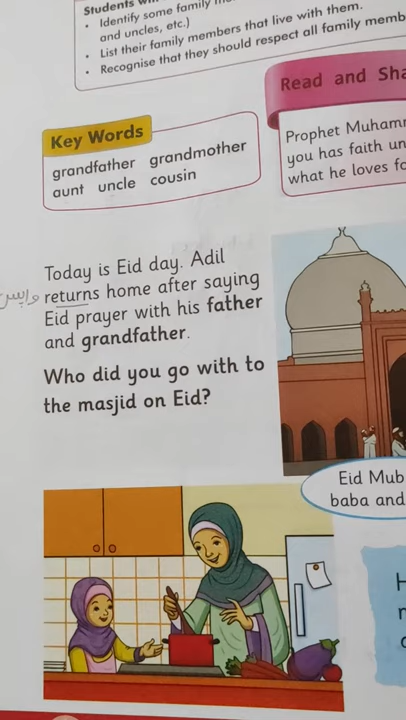 Students
• Identify some family
and uncles, etc.)
• List their family members that live with them.
• Recognise that they should respect all family memb
Read and Sha
Key Words
grandfather grandmother
aunt uncle cousin
Prophet Muham
you has faith un
what he loves fo
Today is Eid day. Adil
واپس returns home after saying
Eid prayer with his father
and grandfather.
Who did you go with to
the masjid on Eid?
Eid Mub
baba and
H